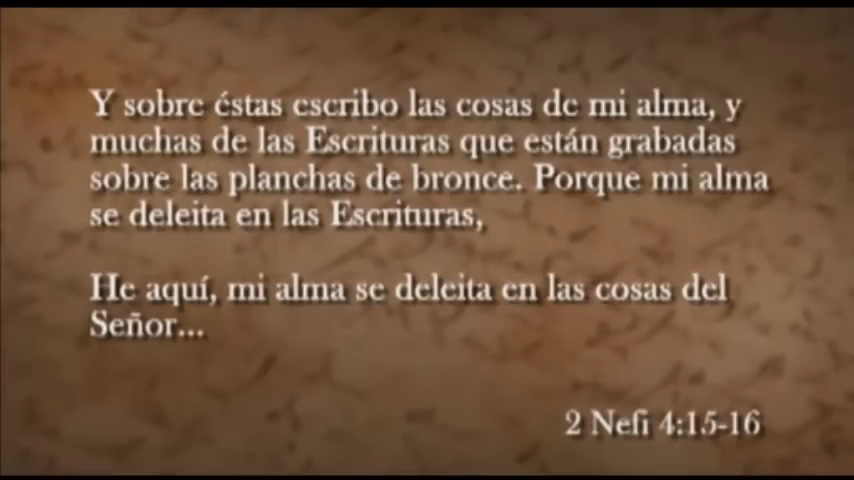 Y sobre éstas escribo las cosas de mi alma, y
muchas de las Escrituras que están grabadas
sobre las planchas de bronce. Porque mi alma
se deleita en las Escrituras,
He aquí, mi alma se deleita en las cosas del
Señor...
2 Nefi 4:15-16